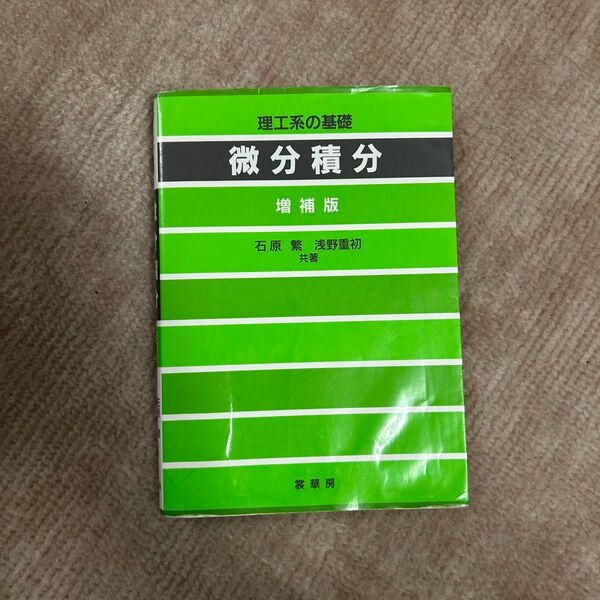 理工系の基礎
微分積分
増補版
石原 繁 浅野重初
共著
裳華房